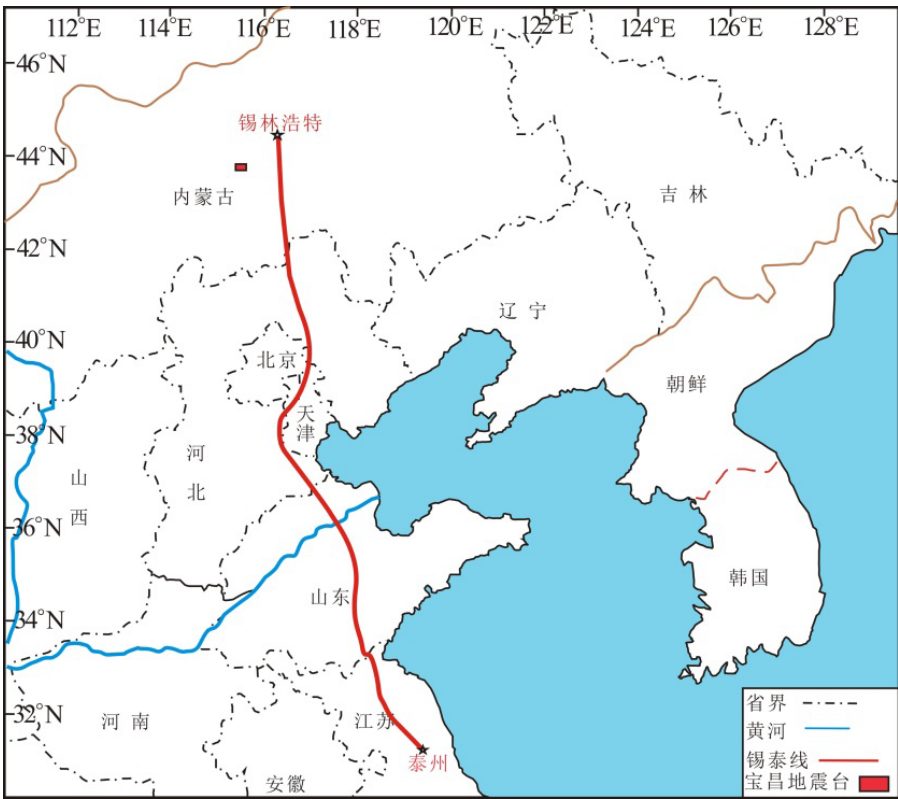 112°E 114°E 116°E 118°E 120°E 122°E 124°E 126°E 128°E
46°N
锡林浩特
44°N
内蒙古
吉林
42°N
辽宁
40°N
北京
朝鲜
天津
38°N
河北
山西
36°N
韩国
山东
34°N
32°N
河南
江苏
泰州
安徽
省界
黄河
锡泰线
宝昌地震台